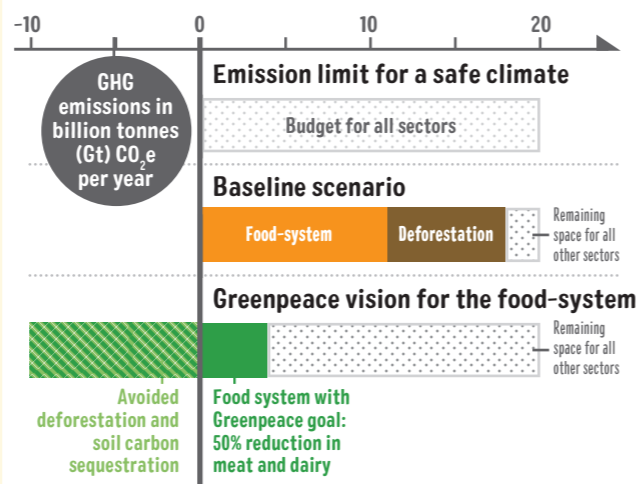 -10 0 10 20
GHG
emissions in
billion tonnes
(Gt) CO₂e
per year
Emission limit for a safe climate
Budget for all sectors
Baseline scenario
Food-system
Deforestation
Remaining
space for all
other sectors
Greenpeace vision for the food-system
Remaining
space for all
other sectors
Avoided
deforestation and
soil carbon
sequestration
Food system with
Greenpeace goal:
50% reduction in
meat and dairy